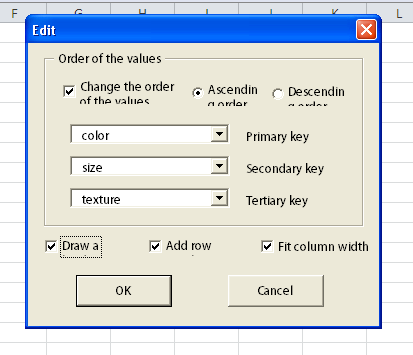 F G H I J K L
Edit
Order of the values
Change the order
of the values
Ascendin
g order
Descendin
g order
color Primary key
size Secondary key
texture Tertiary key
Draw a Add row Fit column width
OK Cancel